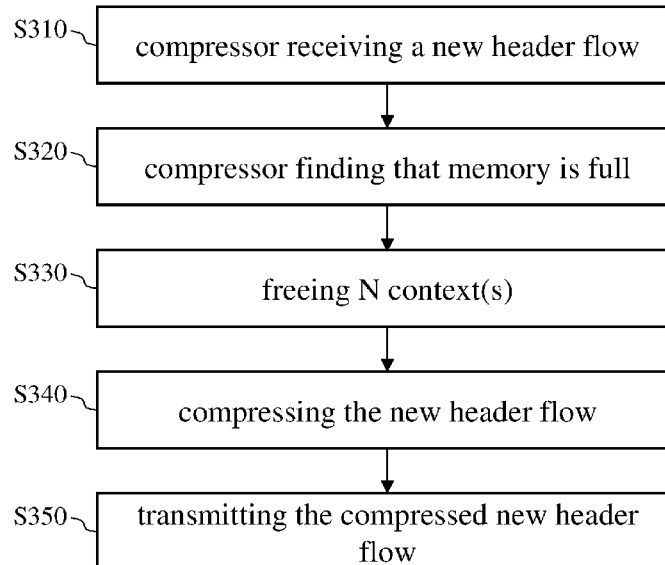 S310
compressor receiving a new header flow
S320
compressor finding that memory is full
S330
freeing N context(s)
S340
compressing the new header flow
S350
transmitting the compressed new header
flow